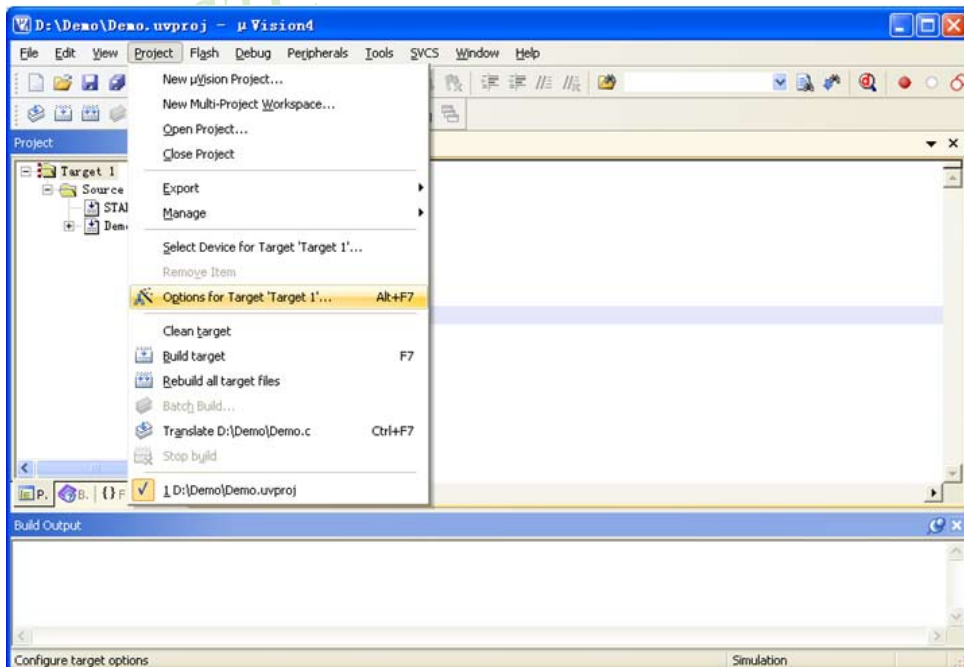 D:\Demo\Demo.uvproj - µVision4
File Edit View Project Flash Debug Peripherals Tools SVCS Window Help
Project
Target 1
Source
New µVision Project...
New Multi-Project Workspace...
Open Project...
Close Project
Export
Manage
Select Device for Target 'Target 1'...
Remove Item
Options for Target 'Target 1'... Alt+F7
Clean target
Build target F7
Rebuild all target files
Batch Build...
Translate D:\Demo\Demo.c Ctrl+F7
Stop build
1 D:\Demo\Demo.uvproj
P. B. {} F
Build Output
Configure target options Simulation